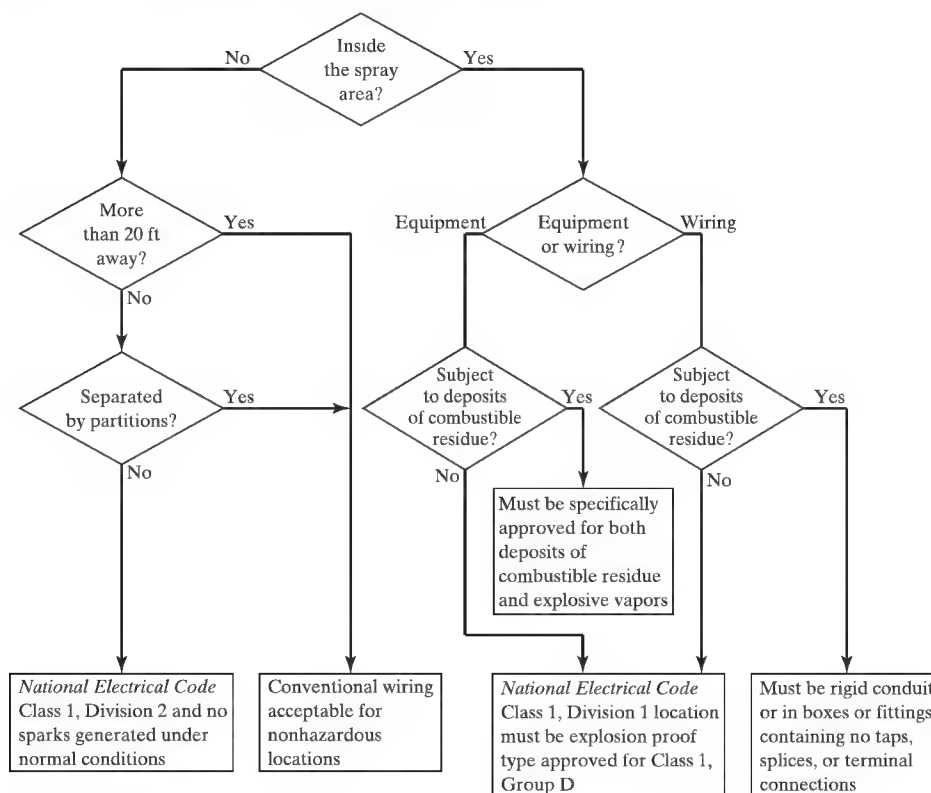 Inside
the spray
area?
No
Yes
More
than 20 ft
away?
Yes
No
Equipment
Equipment
or wiring?
Wiring
Separated
by partitions?
Yes
No
Subject
to deposits
of combustible
residue?
Yes
No
Subject
to deposits
of combustible
residue?
Yes
No
Must be specifically
approved for both
deposits of
combustible residue
and explosive vapors
National Electrical Code
Class 1, Division 2 and no
sparks generated under
normal conditions
Conventional wiring
acceptable for
nonhazardous
locations
National Electrical Code
Class 1, Division 1 location
must be explosion proof
type approved for Class 1,
Group D
Must be rigid conduit
or in boxes or fittings
containing no taps,
splices, or terminal
connections